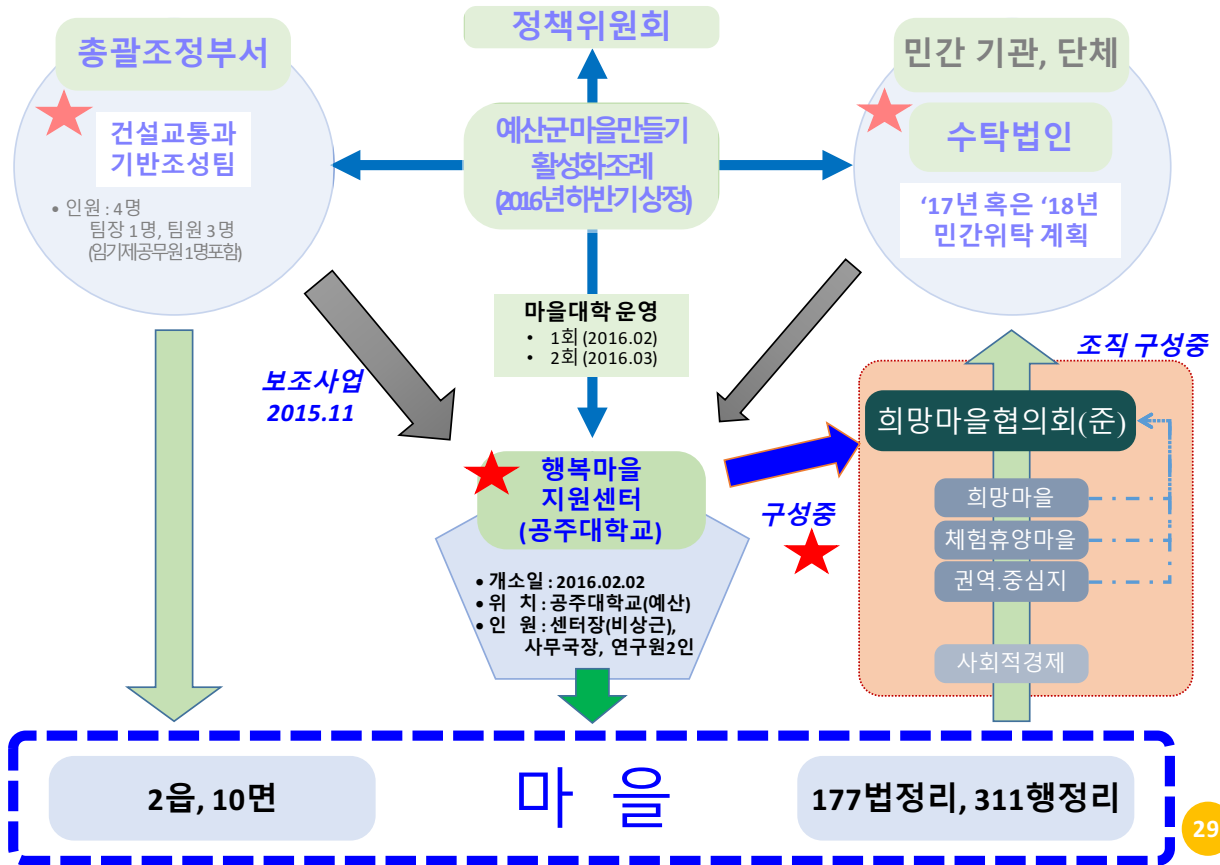 정책위원회
총괄조정부서
건설교통과
기반조성팀
• 인원 : 4명
팀장 1명, 팀원 3명
(임기제공무원 1명포함)
예산군마을만들기
활성화조례
(2016년하반기상정)
민간 기관, 단체
수탁법인
‘17년 혹은 ‘18년
민간위탁 계획
마을대학 운영
• 1회 (2016.02)
• 2회 (2016.03)
보조사업
2015.11
조직 구성중
희망마을협의회(준)
희망마을
체험휴양마을
권역.중심지
사회적경제
행복마을
지원센터
(공주대학교)
구성중
• 개소일 : 2016.02.02
• 위 치 : 공주대학교(예산)
• 인 원 : 센터장(비상근),
사무국장, 연구원2인
2읍, 10면
마 을
177법정리, 311행정리
29